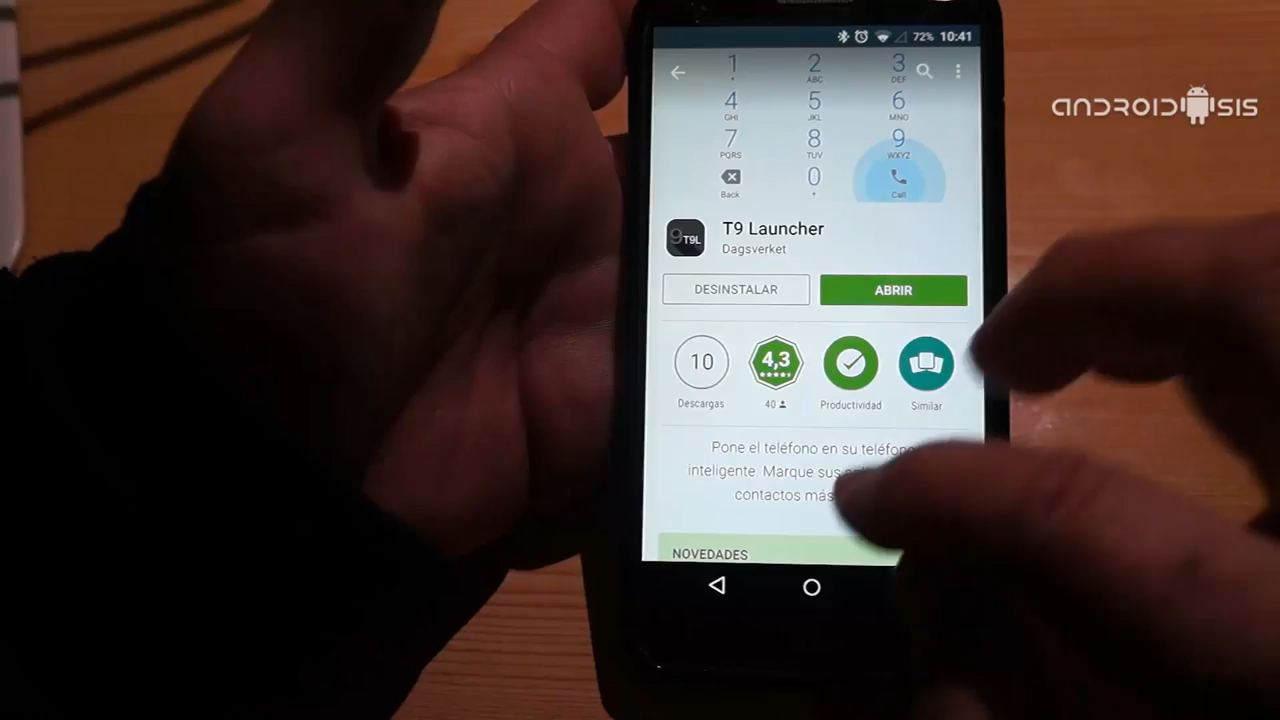 72% 10:41
1 2 3
ABC DEF
4 5 6
GHI JKL MNO
7 8 9
PQRS TUV WXYZ
0
+
Back Call
ANDROIDSIS
9 T9L
T9 Launcher
Dagsverket
DESINSTALAR ABRIR
10 4,3
Descargas 40 Productividad Similar
Pone el teléfono en su teléfono
inteligente. Marque sus
contactos más
NOVEDADES